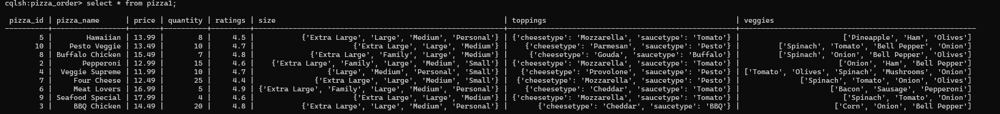 cqlsh:pizza_order> select * from pizza1;
pizza_id | pizza_name | price | quantity | ratings | size | toppings | veggies
5 | Hawaiian | 13.99 | 8 | 4.5 | {'Extra Large', 'Large', 'Medium', 'Personal'} | {'cheesetype': 'Mozzarella', 'saucetype': 'Tomato'} | ['Pineapple', 'Ham', 'Olives']
10 | Pesto Veggie | 13.49 | 10 | 4.7 | {'Extra Large', 'Large', 'Medium'} | {'cheesetype': 'Parmesan', 'saucetype': 'Pesto'} | ['Spinach', 'Tomato', 'Bell Pepper', 'Onion']
8 | Buffalo Chicken | 15.49 | 7 | 4.8 | {'Extra Large', 'Family', 'Large', 'Medium'} | {'cheesetype': 'Gouda', 'saucetype': 'Buffalo'} | ['Spinach', 'Onion', 'Bell Pepper', 'Olives']
2 | Pepperoni | 12.99 | 15 | 4.6 | {'Extra Large', 'Family', 'Large', 'Medium', 'Small'} | {'cheesetype': 'Mozzarella', 'saucetype': 'Tomato'} | ['Onion', 'Ham', 'Bell Pepper']
4 | Veggie Supreme | 11.99 | 10 | 4.7 | {'Large', 'Medium', 'Personal', 'Small'} | {'cheesetype': 'Provolone', 'saucetype': 'Pesto'} | ['Tomato', 'Olives', 'Spinach', 'Mushrooms', 'Onion']
7 | Four Cheese | 12.49 | 25 | 4.4 | {'Extra Large', 'Large', 'Medium', 'Small'} | {'cheesetype': 'Mozzarella', 'saucetype': 'Pesto'} | ['Spinach', 'Tomato', 'Onion', 'Olives']
6 | Meat Lovers | 16.99 | 5 | 4.9 | {'Extra Large', 'Family', 'Large', 'Medium', 'Personal'} | {'cheesetype': 'Cheddar', 'saucetype': 'Tomato'} | ['Bacon', 'Sausage', 'Pepperoni']
9 | Seafood Special | 17.99 | 4 | 4.6 | {'Extra Large', 'Large', 'Medium'} | {'cheesetype': 'Mozzarella', 'saucetype': 'Tomato'} | ['Spinach', 'Tomato', 'Onion']
3 | BBQ Chicken | 14.49 | 20 | 4.8 | {'Extra Large', 'Large', 'Medium', 'Personal'} | {'cheesetype': 'Cheddar', 'saucetype': 'BBQ'} | ['Corn', 'Onion', 'Bell Pepper']